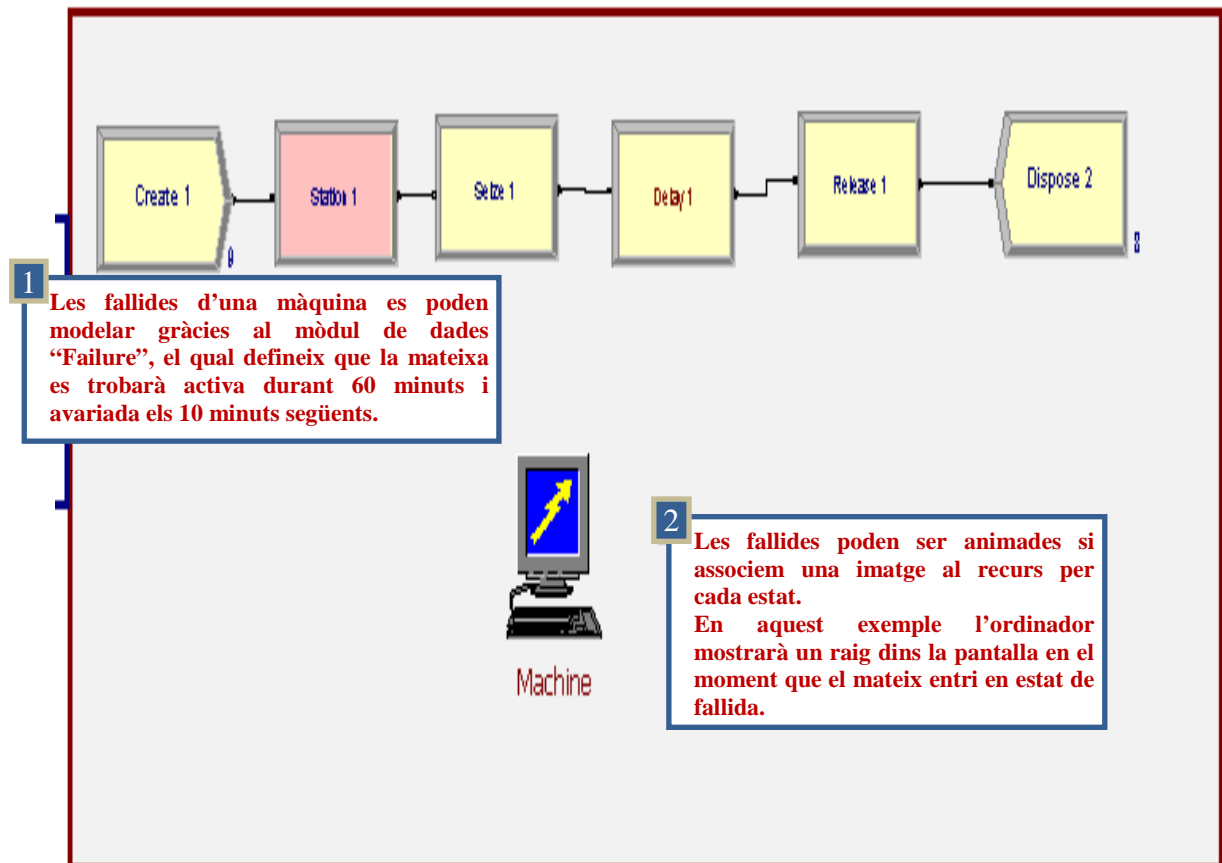 Create 1
Station 1
Seize 1
Delay 1
Release 1
Dispose 2
9
8
1
Les fallides d’una màquina es poden
modelar gràcies al mòdul de dades
“Failure”, el qual defineix que la mateixa
es trobarà activa durant 60 minuts i
avariada els 10 minuts següents.
2
Les fallides poden ser animades si
associem una imatge al recurs per
cada estat.
En aquest exemple l’ordinador
mostrarà un raig dins la pantalla en el
moment que el mateix entri en estat de
fallida.
Machine